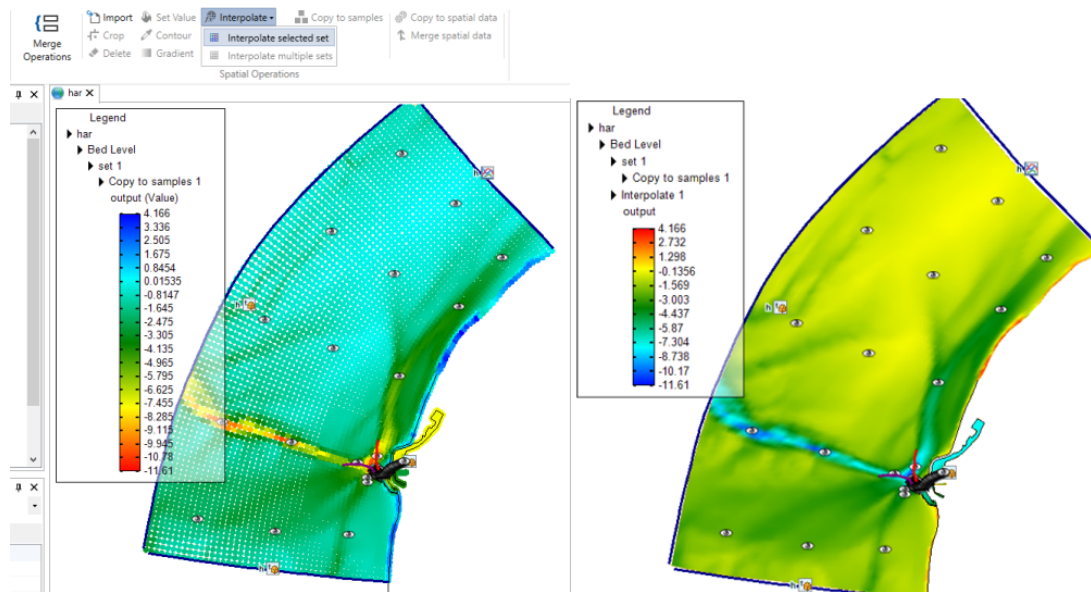 Import
Set Value
Interpolate
Copy to samples
Copy to spatial data
Merge
Operations
Crop
Contour
Interpolate selected set
Merge spatial data
Delete
Gradient
Interpolate multiple sets
Spatial Operations
har
Legend
har
Bed Level
set 1
Copy to samples 1
output (Value)
4.166
3.336
2.505
1.675
0.8454
0.01535
-0.8147
-1.645
-2.475
-3.305
-4.135
-4.965
-5.795
-6.625
-7.455
-8.285
-9.115
-9.945
-10.78
-11.61
h
h
h
Legend
har
Bed Level
set 1
Copy to samples 1
Interpolate 1
output
4.166
2.732
1.298
-0.1356
-1.569
-3.003
-4.437
-5.87
-7.304
-8.738
-10.17
-11.61
h
h
h